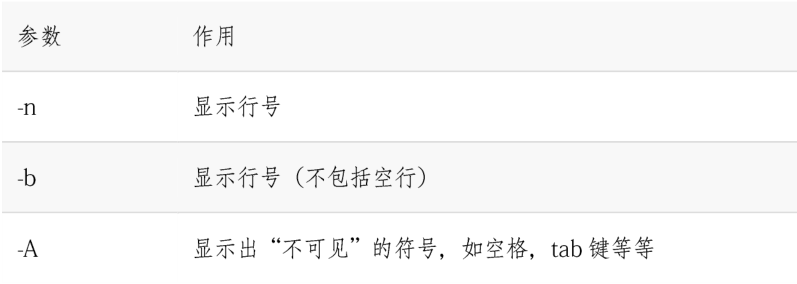 参数 作用
-n 显示行号
-b 显示行号（不包括空行）
-A 显示出“不可见”的符号，如空格，tab 键等等